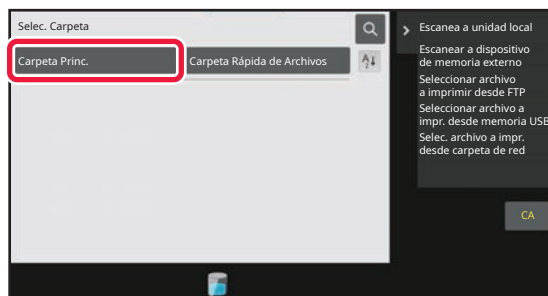 Selec. Carpeta
Carpeta Princ.
Carpeta Rápida de Archivos
Escanea a unidad local
Escanear a dispositivo
de memoria externo
Seleccionar archivo
a imprimir desde FTP
Seleccionar archivo a
impr. desde memoria USB
Selec. archivo a impr.
desde carpeta de red
CA